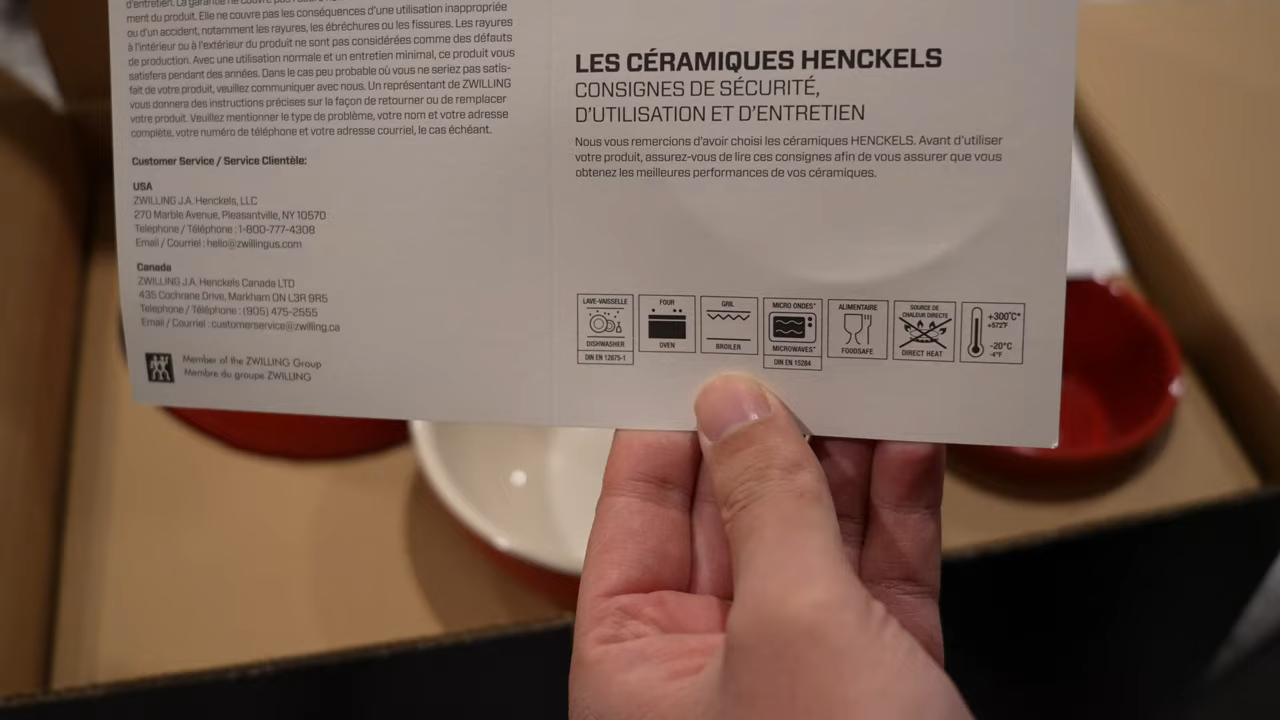 d'entretien. La garantie ne couvre pas
ment du produit. Elle ne couvre pas les conséquences d'une utilisation inappropriée
ou d'un accident, notamment les rayures, les ébréchures ou les fissures. Les rayures
à l'intérieur ou à l'extérieur du produit ne sont pas considérées comme des défauts
de production. Avec une utilisation normale et un entretien minimal, ce produit vous
satisfera pendant des années. Dans le cas peu probable où vous ne seriez pas satis-
fait de votre produit, veuillez communiquer avec nous. Un représentant de ZWILLING
vous donnera des instructions précises sur la façon de retourner ou de remplacer
votre produit. Veuillez mentionner le type de problème, votre nom et votre adresse
complète, votre numéro de téléphone et votre adresse courriel, le cas échéant.
Customer Service / Service Clientèle:
USA
ZWILLING J.A. Henckels, LLC
270 Marble Avenue, Pleasantville, NY 10570
Telephone / Téléphone : 1-800-777-4308
Email / Courriel : hello@zwillingus.com
Canada
ZWILLING J.A. Henckels Canada LTD
435 Cochrane Drive, Markham ON L3R 9R5
Telephone / Téléphone : (905) 475-2555
Email / Courriel : customerservice@zwilling.ca
Member of the ZWILLING Group
Membre du groupe ZWILLING
LES CÉRAMIQUES HENCKELS
CONSIGNES DE SÉCURITÉ,
D'UTILISATION ET D'ENTRETIEN
Nous vous remercions d'avoir choisi les céramiques HENCKELS. Avant d'utiliser
votre produit, assurez-vous de lire ces consignes afin de vous assurer que vous
obtenez les meilleures performances de vos céramiques.
LAVE-VAISSELLE
DISHWASHER
DIN EN 12875-1
FOUR
OVEN
GRIL
BROILER
MICRO ONDES*
MICROWAVES*
DIN EN 15284
ALIMENTAIRE
FOODSAFE
SOURCE DE
CHALEUR DIRECTE
DIRECT HEAT
+300°C*
+572°F
-20°C
-4°F